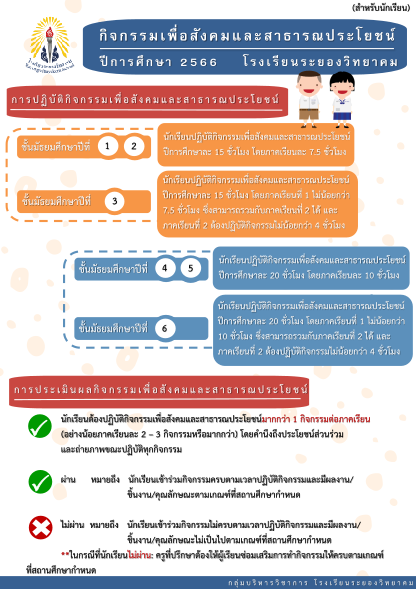 (สำหรับนักเรียน)
กิจกรรมเพื่อสังคมและสาธารณประโยชน์
ปีการศึกษา 2566 โรงเรียนระยองวิทยาคม
การปฏิบัติกิจกรรมเพื่อสังคมและสาธารณประโยชน์
ชั้นมัธยมศึกษาปีที่ 1 2
นักเรียนปฏิบัติกิจกรรมเพื่อสังคมและสาธารณประโยชน์
ปีการศึกษาละ 15 ชั่วโมง โดยภาคเรียนละ 7.5 ชั่วโมง
ชั้นมัธยมศึกษาปีที่ 3
นักเรียนปฏิบัติกิจกรรมเพื่อสังคมและสาธารณประโยชน์
ปีการศึกษาละ 15 ชั่วโมง โดยภาคเรียนที่ 1 ไม่น้อยกว่า
7.5 ชั่วโมง ซึ่งสามารถรวมกับภาคเรียนที่ 2 ได้ และ
ภาคเรียนที่ 2 ต้องปฏิบัติกิจกรรมไม่น้อยกว่า 4 ชั่วโมง
ชั้นมัธยมศึกษาปีที่ 4 5
นักเรียนปฏิบัติกิจกรรมเพื่อสังคมและสาธารณประโยชน์
ปีการศึกษาละ 20 ชั่วโมง โดยภาคเรียนละ 10 ชั่วโมง
ชั้นมัธยมศึกษาปีที่ 6
นักเรียนปฏิบัติกิจกรรมเพื่อสังคมและสาธารณประโยชน์
ปีการศึกษาละ 20 ชั่วโมง โดยภาคเรียนที่ 1 ไม่น้อยกว่า
10 ชั่วโมง ซึ่งสามารถรวมกับภาคเรียนที่ 2 ได้ และ
ภาคเรียนที่ 2 ต้องปฏิบัติกิจกรรมไม่น้อยกว่า 4 ชั่วโมง
การประเมินผลกิจกรรมเพื่อสังคมและสาธารณประโยชน์
นักเรียนต้องปฏิบัติกิจกรรมเพื่อสังคมและสาธารณประโยชน์มากกว่า 1 กิจกรรมต่อภาคเรียน
(อย่างน้อยภาคเรียนละ 2 – 3 กิจกรรมหรือมากกว่า) โดยคำนึงถึงประโยชน์ส่วนรวม
และถ่ายภาพขณะปฏิบัติทุกกิจกรรม
ผ่าน หมายถึง นักเรียนเข้าร่วมกิจกรรมครบตามเวลาปฏิบัติกิจกรรมและมีผลงาน/
ชิ้นงาน/คุณลักษณะตามเกณฑ์ที่สถานศึกษากำหนด
ไม่ผ่าน หมายถึง นักเรียนเข้าร่วมกิจกรรมไม่ครบตามเวลาปฏิบัติกิจกรรมและมีผลงาน/
ชิ้นงาน/คุณลักษณะไม่เป็นไปตามเกณฑ์ที่สถานศึกษากำหนด
**ในกรณีที่นักเรียนไม่ผ่าน: ครูที่ปรึกษาต้องให้ผู้เรียนซ่อมเสริมการทำกิจกรรมให้ครบตามเกณฑ์
ที่สถานศึกษากำหนด
กลุ่มบริหารวิชาการ โรงเรียนระยองวิทยาคม